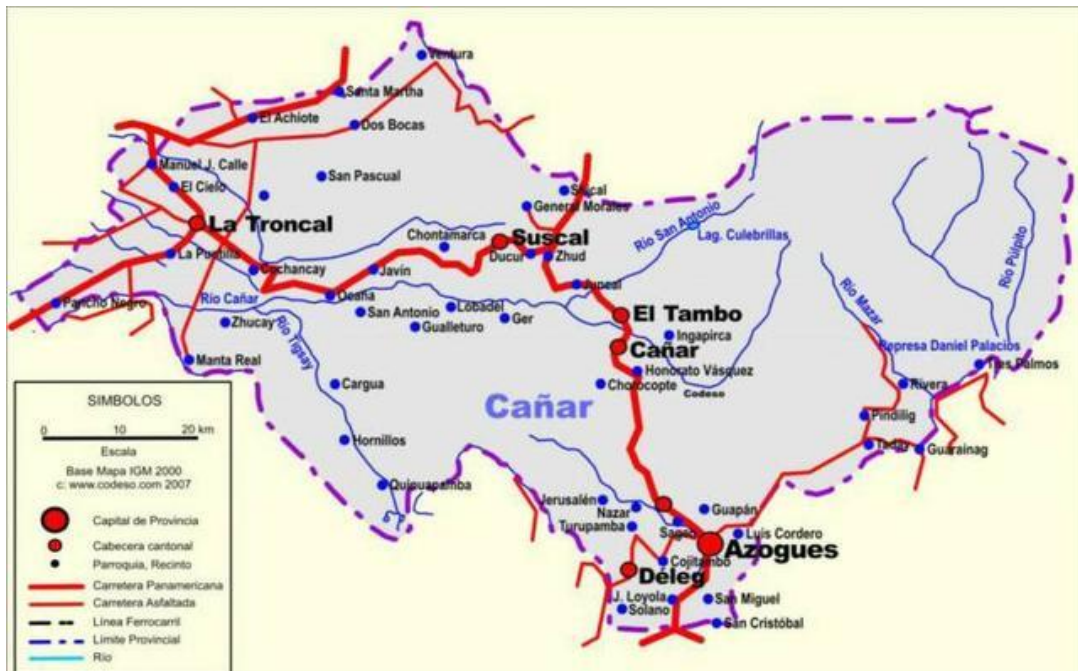 Ventura
Santa Martha
El Achiote
Dos Bocas
Manuel J. Calle
San Pascual
El Cielo
General Morales
La Troncal
Río San Antonio
Lag. Culebrillas
Chontamarca
Suscal
Ducur
Zhud
La Puntilla
Cochancay
Javín
Juncal
Río Púlpito
Pancho Negro
Río Cañar
Ocaña
Río Mazar
San Antonio
Lobadel
Ger
El Tambo
Zhucay
Gualleturo
Río Tigsay
Ingapirca
Cañar
Represa Daniel Palacios
Manta Real
Tres Palmos
Honorato Vásquez
Cargua
Chorocopte
Codeso
Rivera
Cañar
Pindilig
Hornillos
Taday
Guarainag
Quiquapamba
Jerusalén
Nazar
Guapán
Turupamba
Luis Cordero
Azogues
Cojitambo
Déleg
J. Loyola
San Miguel
Solano
San Cristóbal
SIMBOLOS
0 10 20 km
Escala
Base Mapa IGM 2000
c: www.codeso.com 2007
Capital de Provincia
Cabecera cantonal
Parroquia, Recinto
Carretera Panamericana
Carretera Asfaltada
Línea Ferrocarril
Límite Provincial
Río